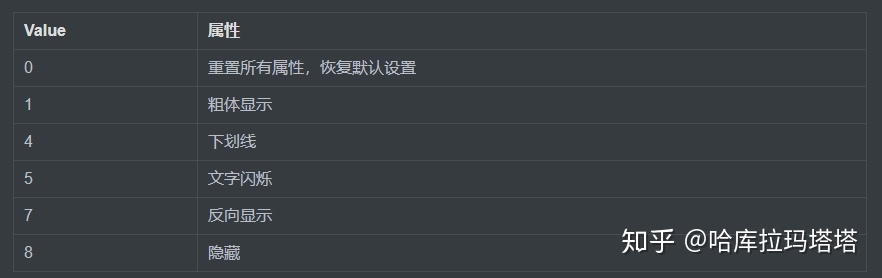 Value 属性
0 重置所有属性，恢复默认设置
1 粗体显示
4 下划线
5 文字闪烁
7 反向显示
8 隐藏
知乎 @哈库拉玛塔塔